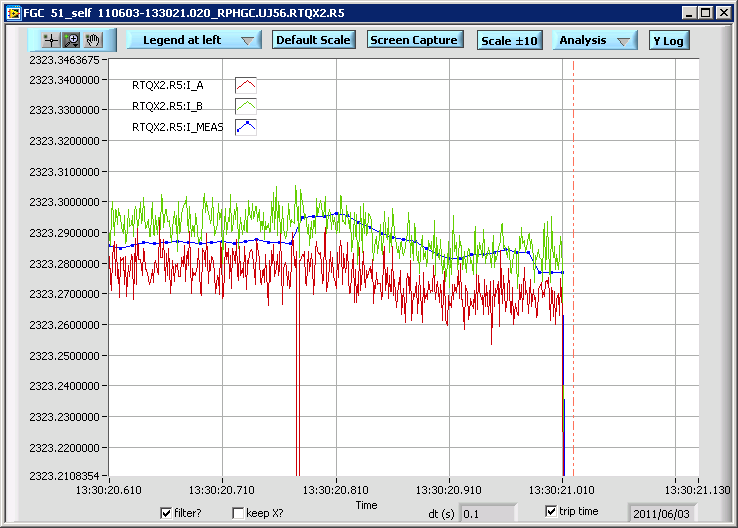 FGC 51_self 110603-133021.020_RPHGC.UJ56.RTQX2.R5
Legend at left Default Scale Screen Capture Scale ±10 Analysis Y Log
2323.3463675
2323.3400000
2323.3300000
2323.3200000
2323.3100000
2323.3000000
2323.2900000
2323.2800000
2323.2700000
2323.2600000
2323.2500000
2323.2400000
2323.2300000
2323.2200000
2323.2108354
RTQX2.R5:I_A
RTQX2.R5:I_B
RTQX2.R5:I_MEAS
13:30:20.610 13:30:20.710 13:30:20.810 13:30:20.910 13:30:21.010 13:30:21.130
Time
filter? keep X? dt (s) 0.1 trip time 2011/06/03